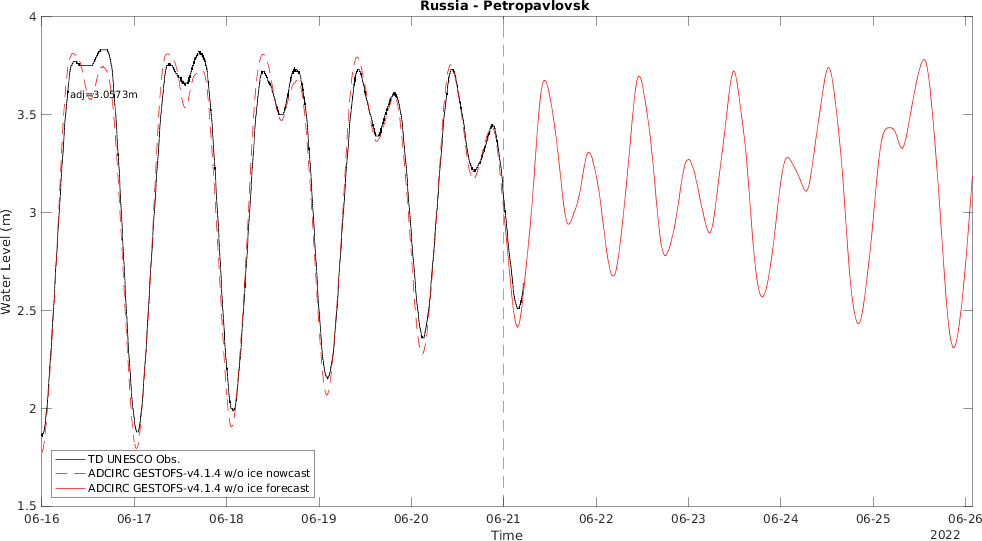 Russia - Petropavlovsk
4
3.5
3
2.5
2
1.5
Water Level (m)
adj=3.0573m
TD UNESCO Obs.
ADCIRC GESTOFS-v4.1.4 w/o ice nowcast
ADCIRC GESTOFS-v4.1.4 w/o ice forecast
06-16 06-17 06-18 06-19 06-20 06-21 06-22 06-23 06-24 06-25 06-26
Time
2022